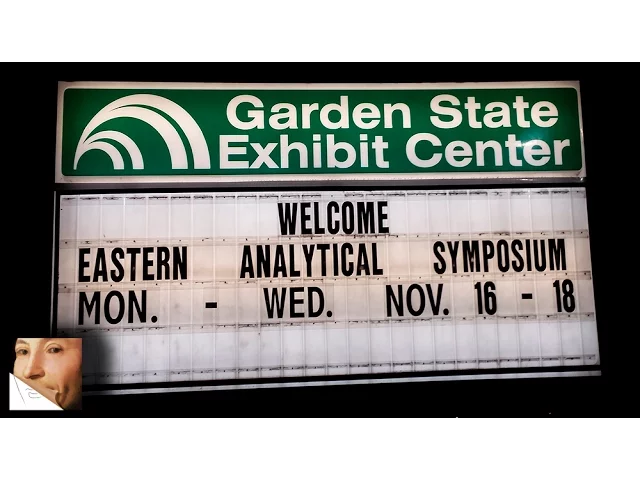 Garden State
Exhibit Center
WELCOME
EASTERN ANALYTICAL SYMPOSIUM
MON. - WED. NOV. 16 - 18